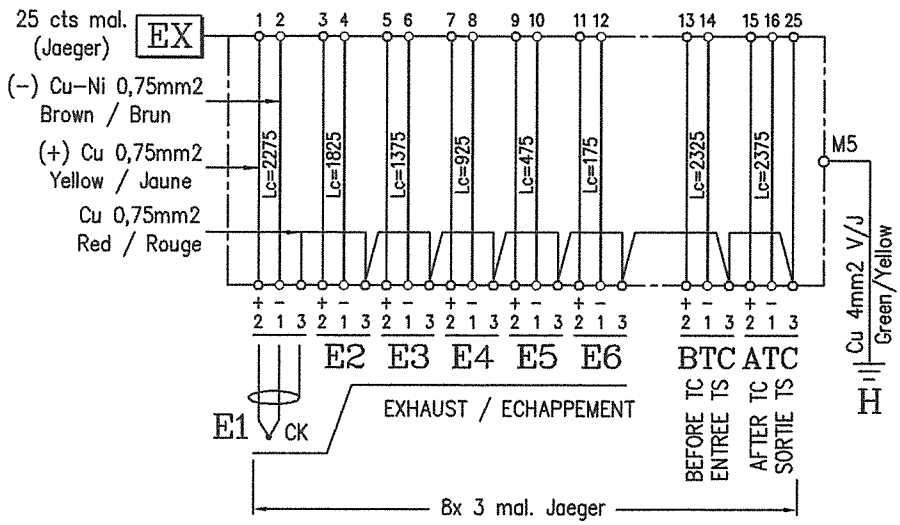 25 cts mal.
(Jaeger)
EX
1 2 3 4 5 6 7 8 9 10 11 12 13 14 15 16 25
(-) Cu-Ni 0,75mm2
Brown / Brun
(+) Cu 0,75mm2
Yellow / Jaune
Cu 0,75mm2
Red / Rouge
Lc=2275
Lc=1825
Lc=1375
Lc=925
Lc=475
Lc=175
Lc=2325
Lc=2375
M5
Cu 4mm2 V/J
Green/Yellow
H
+ - + - + - + - + - + - + - + -
2 1 3 2 1 3 2 1 3 2 1 3 2 1 3 2 1 3 2 1 3 2 1 3
E2 E3 E4 E5 E6 BTC ATC
E1
CK
EXHAUST / ECHAPPEMENT
BEFORE TC
ENTREE TS
AFTER TC
SORTIE TS
8x 3 mal. Jaeger